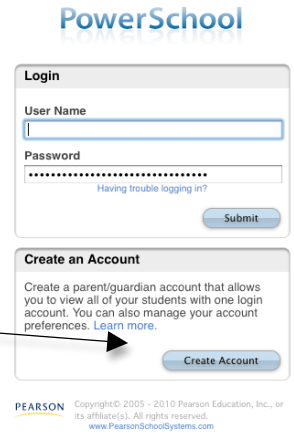 PowerSchool
Login
User Name
Password
••••••••••••••••••••••••••••••••
Having trouble logging in?
Submit
Create an Account
Create a parent/guardian account that allows
you to view all of your students with one login
account. You can also manage your account
preferences. Learn more.
Create Account
PEARSON
Copyright© 2005 - 2010 Pearson Education, Inc., or
its affiliate(s). All rights reserved.
www.PearsonSchoolSystems.com